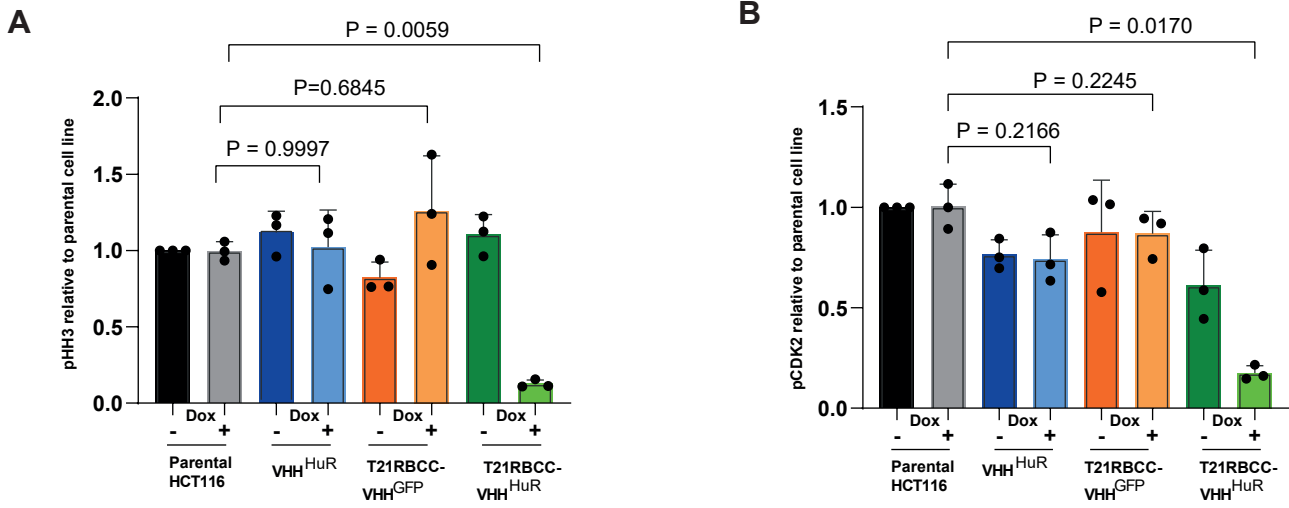 A
P = 0.0059
P=0.6845
P = 0.9997
pHH3 relative to parental cell line
2.0
1.5
1.0
0.5
0.0
Dox Dox Dox Dox
- + - + - + - +
Parental
HCT116
VHH HuR
T21RBCC-
VHH GFP
T21RBCC-
VHH HuR
B
P = 0.0170
P = 0.2245
P = 0.2166
pCDK2 relative to parental cell line
1.5
1.0
0.5
0.0
Dox Dox Dox Dox
- + - + - + - +
Parental
HCT116
VHH HuR
T21RBCC-
VHH GFP
T21RBCC-
VHH HuR